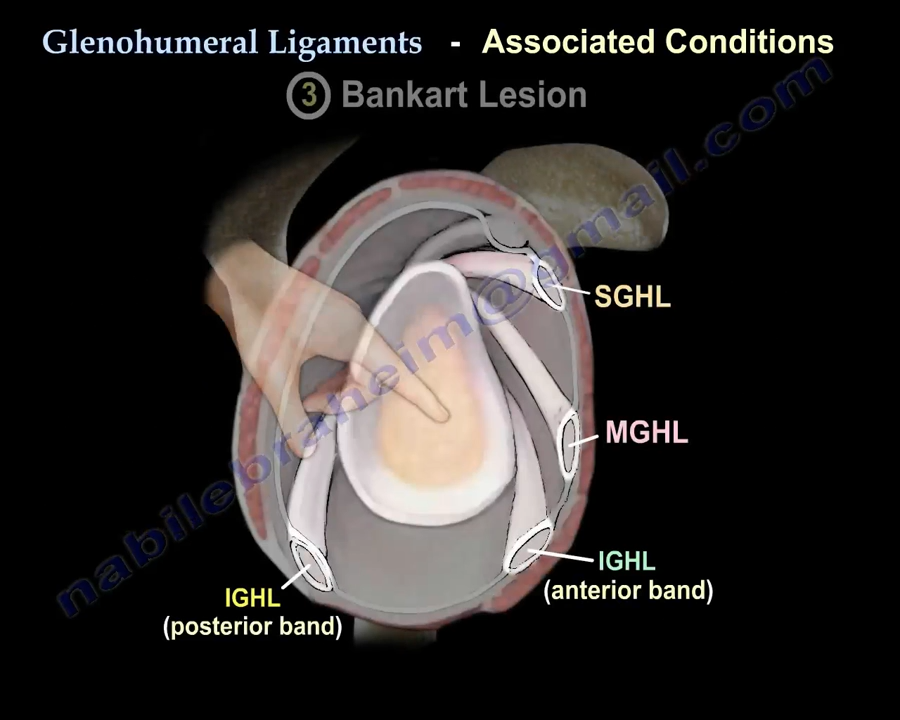 Glenohumeral Ligaments - Associated Conditions
3 Bankart Lesion
SGHL
MGHL
IGHL
(anterior band)
IGHL
(posterior band)
nabilebraheim@gmail.com